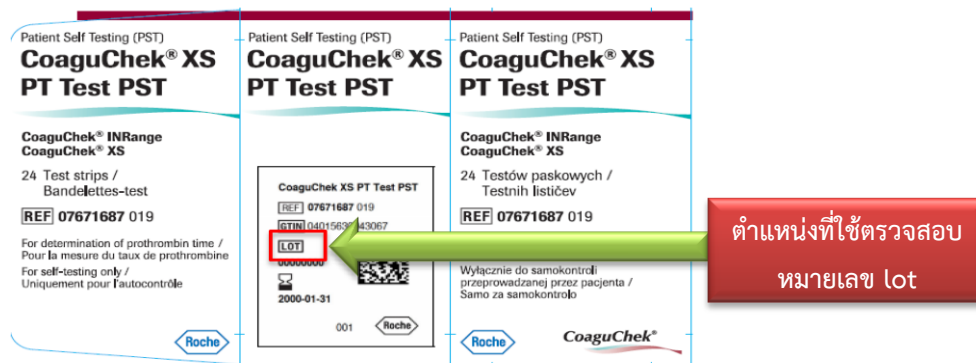 Patient Self Testing (PST)
CoaguChek® XS
PT Test PST
CoaguChek® INRange
CoaguChek® XS
24 Test strips /
Bandelettes-test
REF 07671687 019
For determination of prothrombin time /
Pour la mesure du taux de prothrombine
For self-testing only /
Uniquement pour l'autocontrôle
Roche
Patient Self Testing (PST)
CoaguChek® XS
PT Test PST
CoaguChek XS PT Test PST
REF 07671687 019
GTIN
LOT
00000000
2000-01-31
001
Roche
Patient Self Testing (PST)
CoaguChek® XS
PT Test PST
CoaguChek® INRange
CoaguChek® XS
24 Testów paskowych /
Testnih lističev
REF 07671687 019
Wyłącznie do samokontroli
przeprowadzanej przez pacjenta /
Samo za samokontrolo
Roche
CoaguChek®
ตำแหน่งที่ใช้ตรวจสอบ
หมายเลข lot